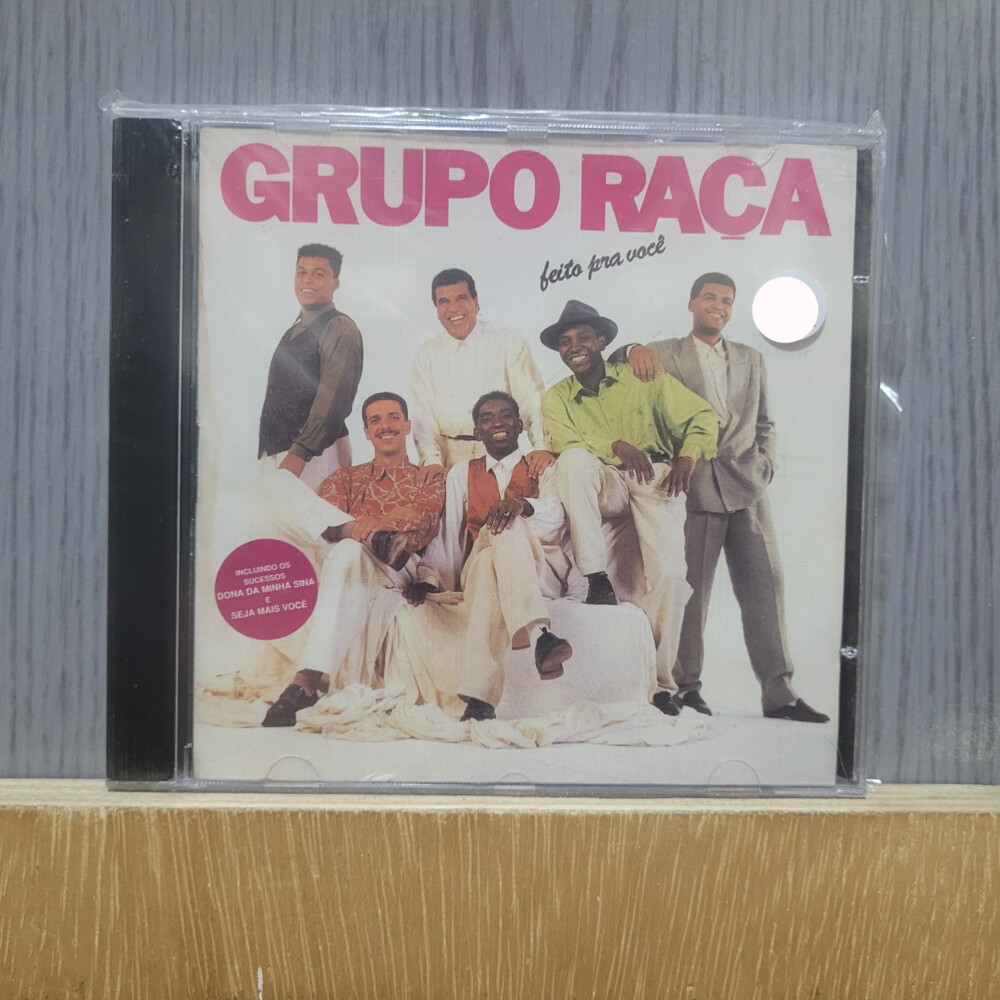 GRUPO RAÇA
feito pra você
INCLUINDO OS
SUCESSOS
DONA DA MINHA SINA
E
SEJA MAIS VOCÊ